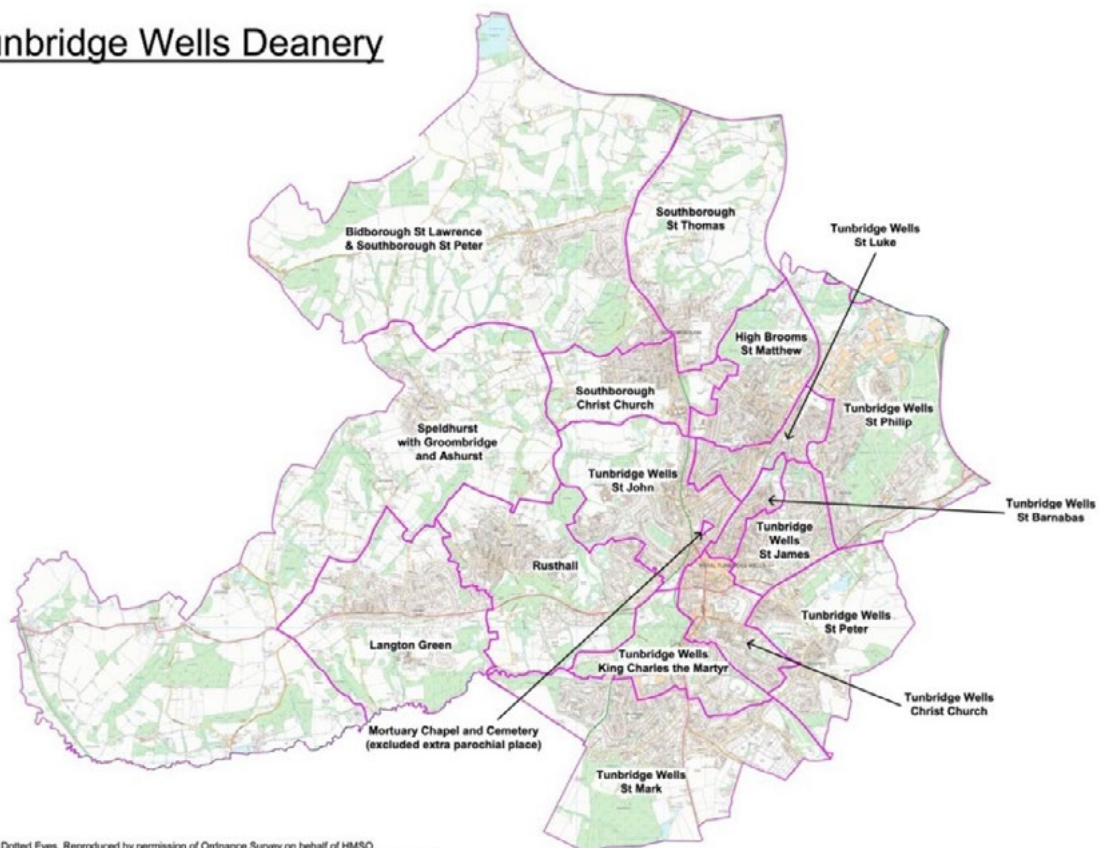 unbridge Wells Deanery
Southborough
St Thomas
Bidborough St Lawrence
& Southborough St Peter
Tunbridge Wells
St Luke
High Brooms
St Matthew
Southborough
Christ Church
Tunbridge Wells
St Philip
Speldhurst
with Groombridge
and Ashurst
Tunbridge Wells
St John
Tunbridge Wells
St Barnabas
Tunbridge
Wells
St James
Rusthall
Tunbridge Wells
St Peter
Langton Green
Tunbridge Wells
King Charles the Martyr
Tunbridge Wells
Christ Church
Mortuary Chapel and Cemetery
(excluded extra parochial place)
Tunbridge Wells
St Mark
Dotted Eyes. Reproduced by permission of Ordnance Survey on behalf of HMSO